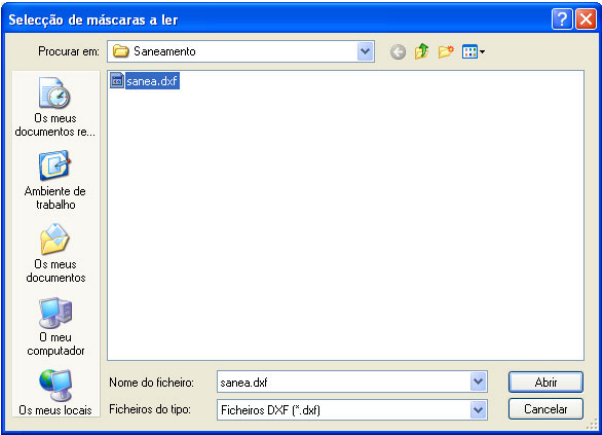 Selecção de máscaras a ler
Procurar em: Saneamento
sanea.dxf
Os meus
documentos re...
Ambiente de
trabalho
Os meus
documentos
O meu
computador
Os meus locais
Nome do ficheiro: sanea.dxf Abrir
Ficheiros do tipo: Ficheiros DXF (*.dxf) Cancelar